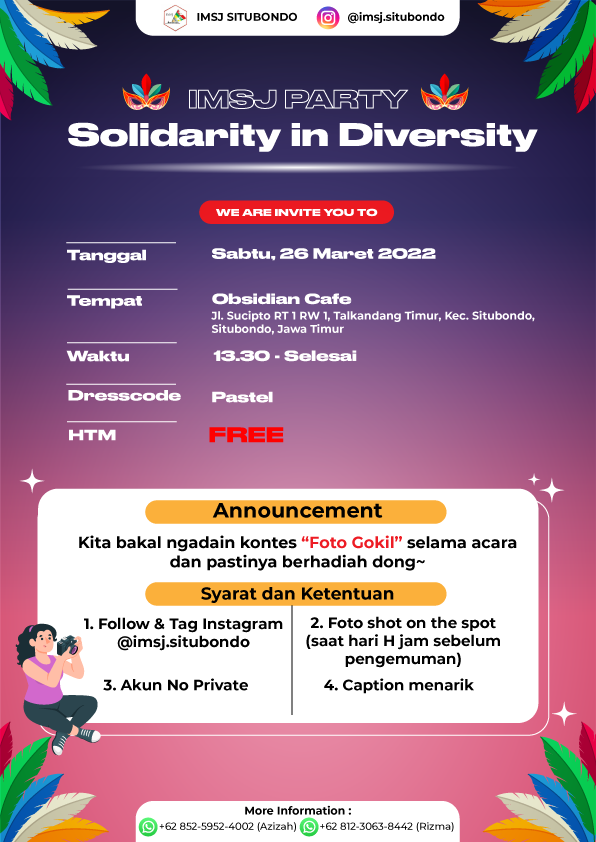 IMSJ SITUBONDO @imsj.situbondo
IMSJ PARTY
Solidarity in Diversity
WE ARE INVITE YOU TO
Tanggal Sabtu, 26 Maret 2022
Tempat Obsidian Cafe
Jl. Sucipto RT 1 RW 1, Talkandang Timur, Kec. Situbondo,
Situbondo, Jawa Timur
Waktu 13.30 - Selesai
Dresscode Pastel
HTM FREE
Announcement
Kita bakal ngadain kontes “Foto Gokil” selama acara
dan pastinya berhadiah dong~
Syarat dan Ketentuan
1. Follow & Tag Instagram
@imsj.situbondo
2. Foto shot on the spot
(saat hari H jam sebelum
pengemuman)
3. Akun No Private
4. Caption menarik
More Information :
+62 852-5952-4002 (Azizah) +62 812-3063-8442 (Rizma)